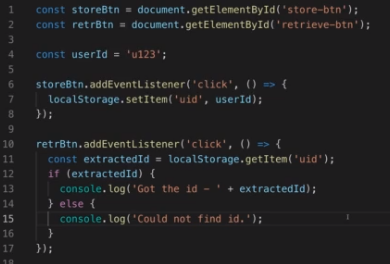 1 const storeBtn = document.getElementById('store-btn');
2 const retrBtn = document.getElementById('retrieve-btn');
3
4 const userId = 'u123';
5
6 storeBtn.addEventListener('click', () => {
7   localStorage.setItem('uid', userId);
8 });
9
10 retrBtn.addEventListener('click', () => {
11   const extractedId = localStorage.getItem('uid');
12   if (extractedId) {
13     console.log('Got the id - ' + extractedId);
14   } else {
15     console.log('Could not find id.');
16   }
17 });